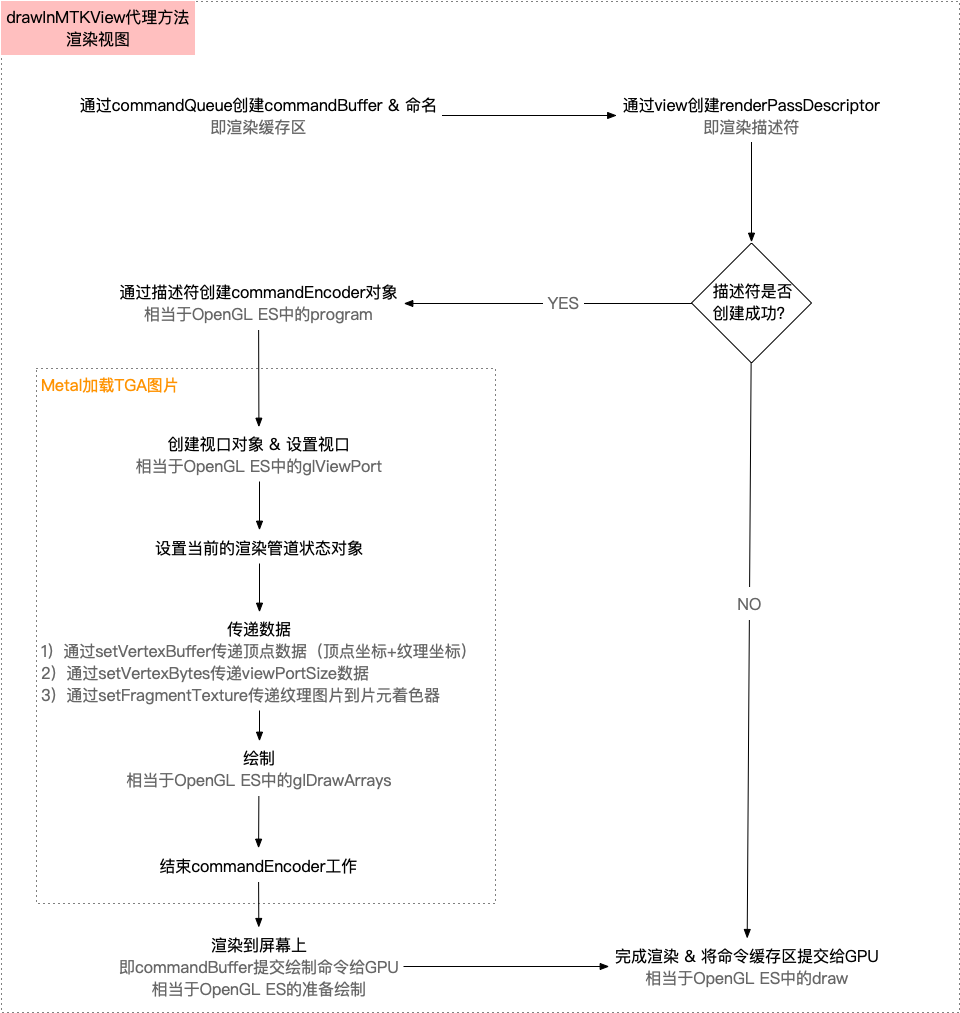 drawInMTKView代理方法
渲染视图
通过commandQueue创建commandBuffer & 命名
即渲染缓存区
通过view创建renderPassDescriptor
即渲染描述符
描述符是否
创建成功?
YES
通过描述符创建commandEncoder对象
相当于OpenGL ES中的program
Metal加载TGA图片
创建视口对象 & 设置视口
相当于OpenGL ES中的glViewPort
设置当前的渲染管道状态对象
NO
传递数据
1）通过setVertexBuffer传递顶点数据（顶点坐标+纹理坐标）
2）通过setVertexBytes传递viewPortSize数据
3）通过setFragmentTexture传递纹理图片到片元着色器
绘制
相当于OpenGL ES中的glDrawArrays
结束commandEncoder工作
渲染到屏幕上
即commandBuffer提交绘制命令给GPU
相当于OpenGL ES的准备绘制
完成渲染 & 将命令缓存区提交给GPU
相当于OpenGL ES中的draw